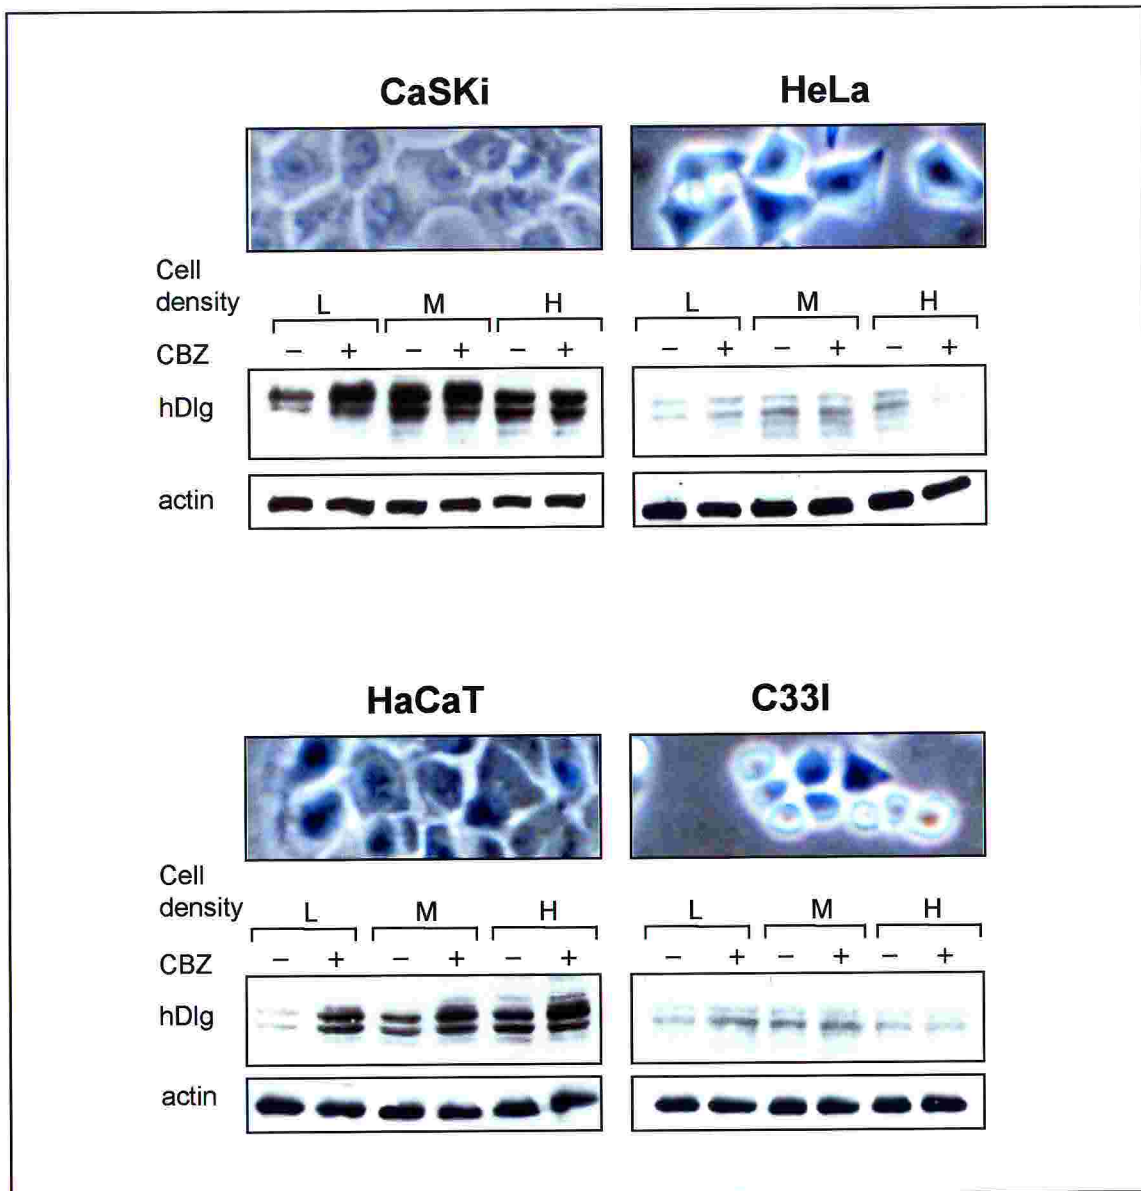 CaSKi
HeLa
Cell
density
L M H
L M H
CBZ
– + – + – +
– + – + – +
hDlg
actin
HaCaT
C33I
Cell
density
L M H
L M H
CBZ
– + – + – +
– + – + – +
hDlg
actin